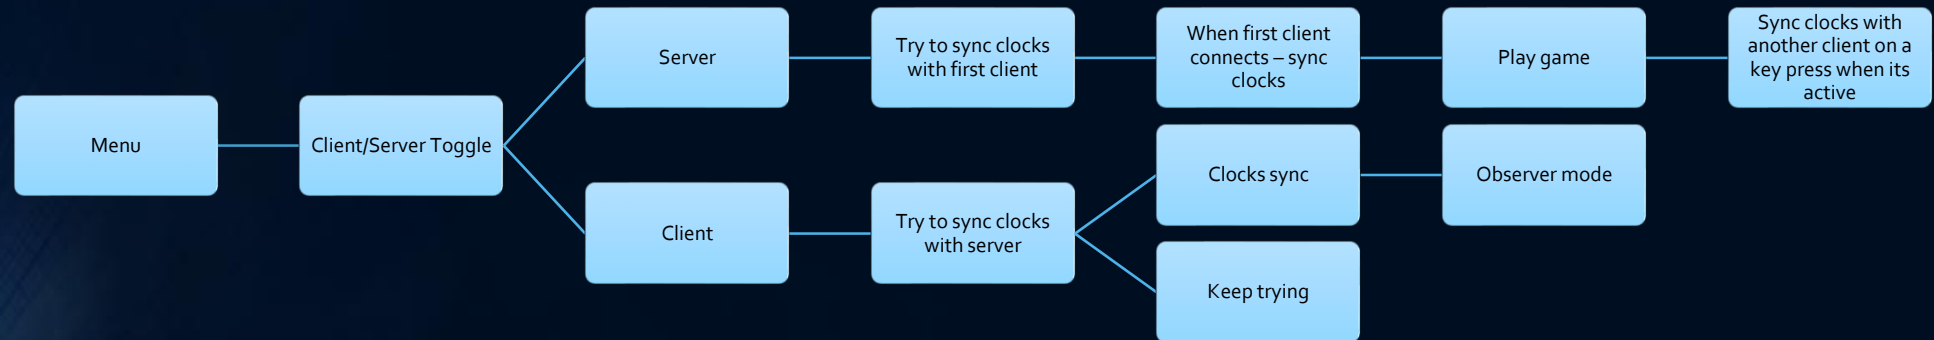 Menu
Client/Server Toggle
Server
Try to sync clocks
with first client
When first client
connects – sync
clocks
Play game
Sync clocks with
another client on a
key press when its
active
Client
Try to sync clocks
with server
Clocks sync
Observer mode
Keep trying